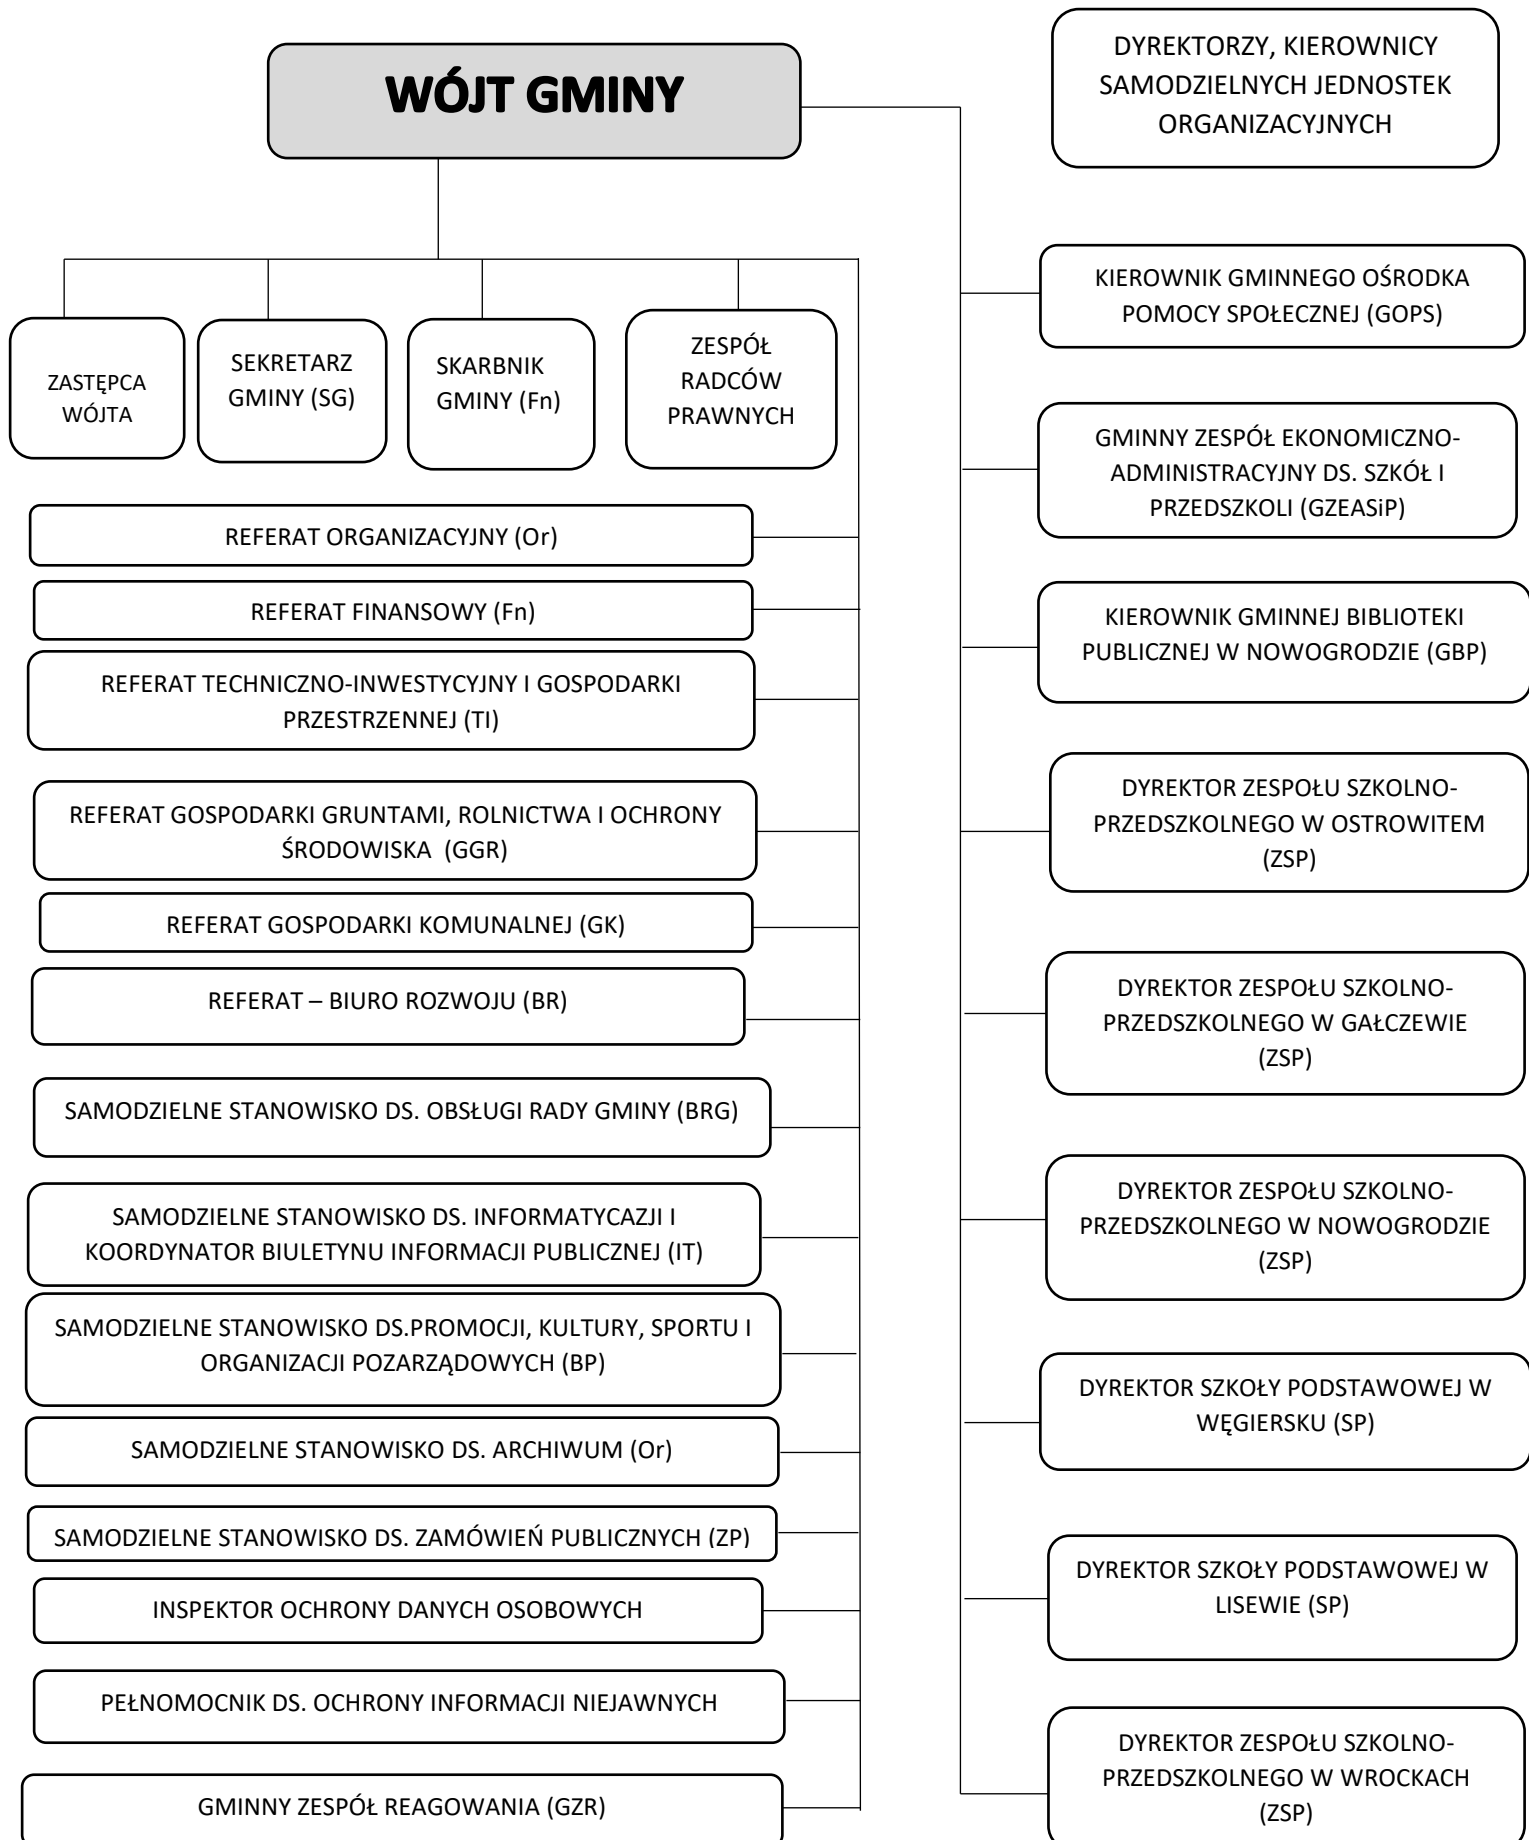 WÓJT GMINY
DYREKTORZY, KIEROWNICY
SAMODZIELNYCH JEDNOSTEK
ORGANIZACYJNYCH
ZASTĘPCA
WÓJTA
SEKRETARZ
GMINY (SG)
SKARBNIK
GMINY (Fn)
ZESPÓŁ
RADCÓW
PRAWNYCH
REFERAT ORGANIZACYJNY (Or)
REFERAT FINANSOWY (Fn)
REFERAT TECHNICZNO-INWESTYCYJNY I GOSPODARKI
PRZESTRZENNEJ (TI)
REFERAT GOSPODARKI GRUNTAMI, ROLNICTWA I OCHRONY
ŚRODOWISKA (GGR)
REFERAT GOSPODARKI KOMUNALNEJ (GK)
REFERAT – BIURO ROZWOJU (BR)
SAMODZIELNE STANOWISKO DS. OBSŁUGI RADY GMINY (BRG)
SAMODZIELNE STANOWISKO DS. INFORMATYCAZJI I
KOORDYNATOR BIULETYNU INFORMACJI PUBLICZNEJ (IT)
SAMODZIELNE STANOWISKO DS.PROMOCJI, KULTURY, SPORTU I
ORGANIZACJI POZARZĄDOWYCH (BP)
SAMODZIELNE STANOWISKO DS. ARCHIWUM (Or)
SAMODZIELNE STANOWISKO DS. ZAMÓWIEŃ PUBLICZNYCH (ZP)
INSPEKTOR OCHRONY DANYCH OSOBOWYCH
PEŁNOMOCNIK DS. OCHRONY INFORMACJI NIEJAWNYCH
GMINNY ZESPÓŁ REAGOWANIA (GZR)
KIEROWNIK GMINNEGO OŚRODKA
POMOCY SPOŁECZNEJ (GOPS)
GMINNY ZESPÓŁ EKONOMICZNO-
ADMINISTRACYJNY DS. SZKÓŁ I
PRZEDSZKOLI (GZEASiP)
KIEROWNIK GMINNEJ BIBLIOTEKI
PUBLICZNEJ W NOWOGRODZIE (GBP)
DYREKTOR ZESPOŁU SZKOLNO-
PRZEDSZKOLNEGO W OSTROWITEM
(ZSP)
DYREKTOR ZESPOŁU SZKOLNO-
PRZEDSZKOLNEGO W GAŁCZEWIE
(ZSP)
DYREKTOR ZESPOŁU SZKOLNO-
PRZEDSZKOLNEGO W NOWOGRODZIE
(ZSP)
DYREKTOR SZKOŁY PODSTAWOWEJ W
WĘGIERSKU (SP)
DYREKTOR SZKOŁY PODSTAWOWEJ W
LISEWIE (SP)
DYREKTOR ZESPOŁU SZKOLNO-
PRZEDSZKOLNEGO W WROCKACH
(ZSP)